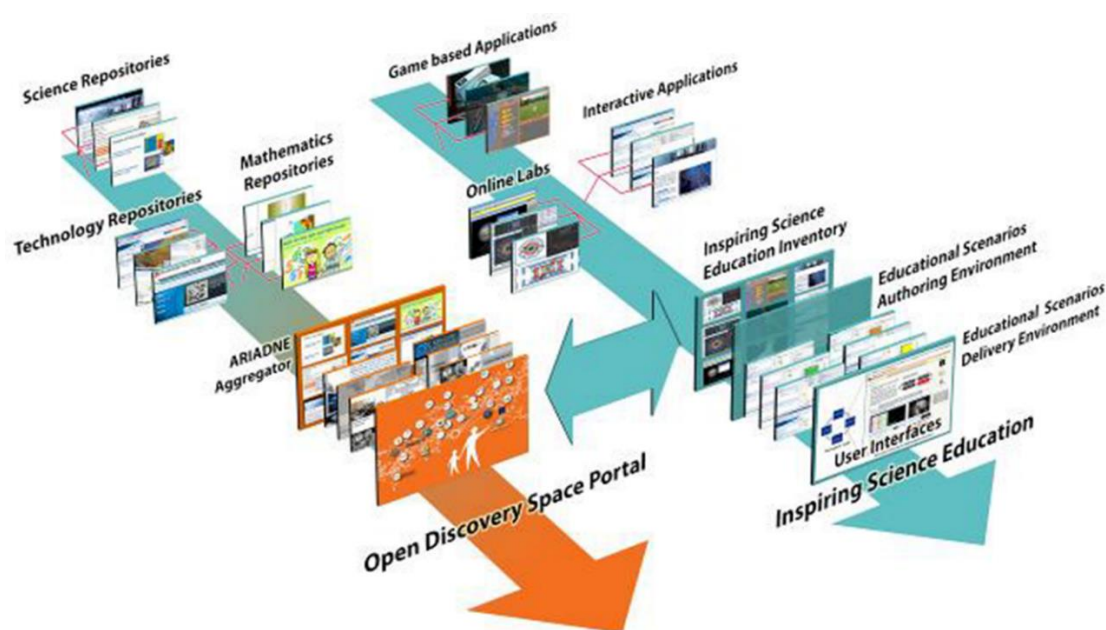 Science Repositories
Game based Applications
Interactive Applications
Mathematics
Repositories
Technology Repositories
Online Labs
Inspiring Science
Education Inventory
Educational Scenarios
Authoring Environment
Educational Scenarios
Delivery Environment
ARIADNE
Aggregator
User Interfaces
Open Discovery Space Portal
Inspiring Science Education